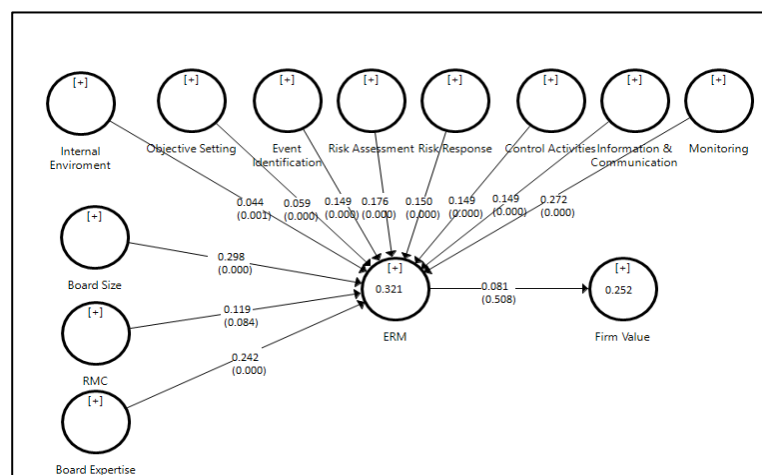 [+] [+] [+] [+] [+] [+] [+] [+]
Internal
Enviroment
Objective Setting
Event
Identification
Risk Assessment
Risk Response
Control Activities
Information &
Communication
Monitoring
0.044
(0.001)
0.059
(0.000)
0.149
(0.000)
0.176
(0.000)
0.150
(0.000)
0.149
(0.000)
0.149
(0.000)
0.272
(0.000)
[+]
Board Size
0.298
(0.000)
[+]
RMC
0.119
(0.084)
[+]
Board Expertise
0.242
(0.000)
[+]
0.321
ERM
0.081
(0.508)
[+]
0.252
Firm Value